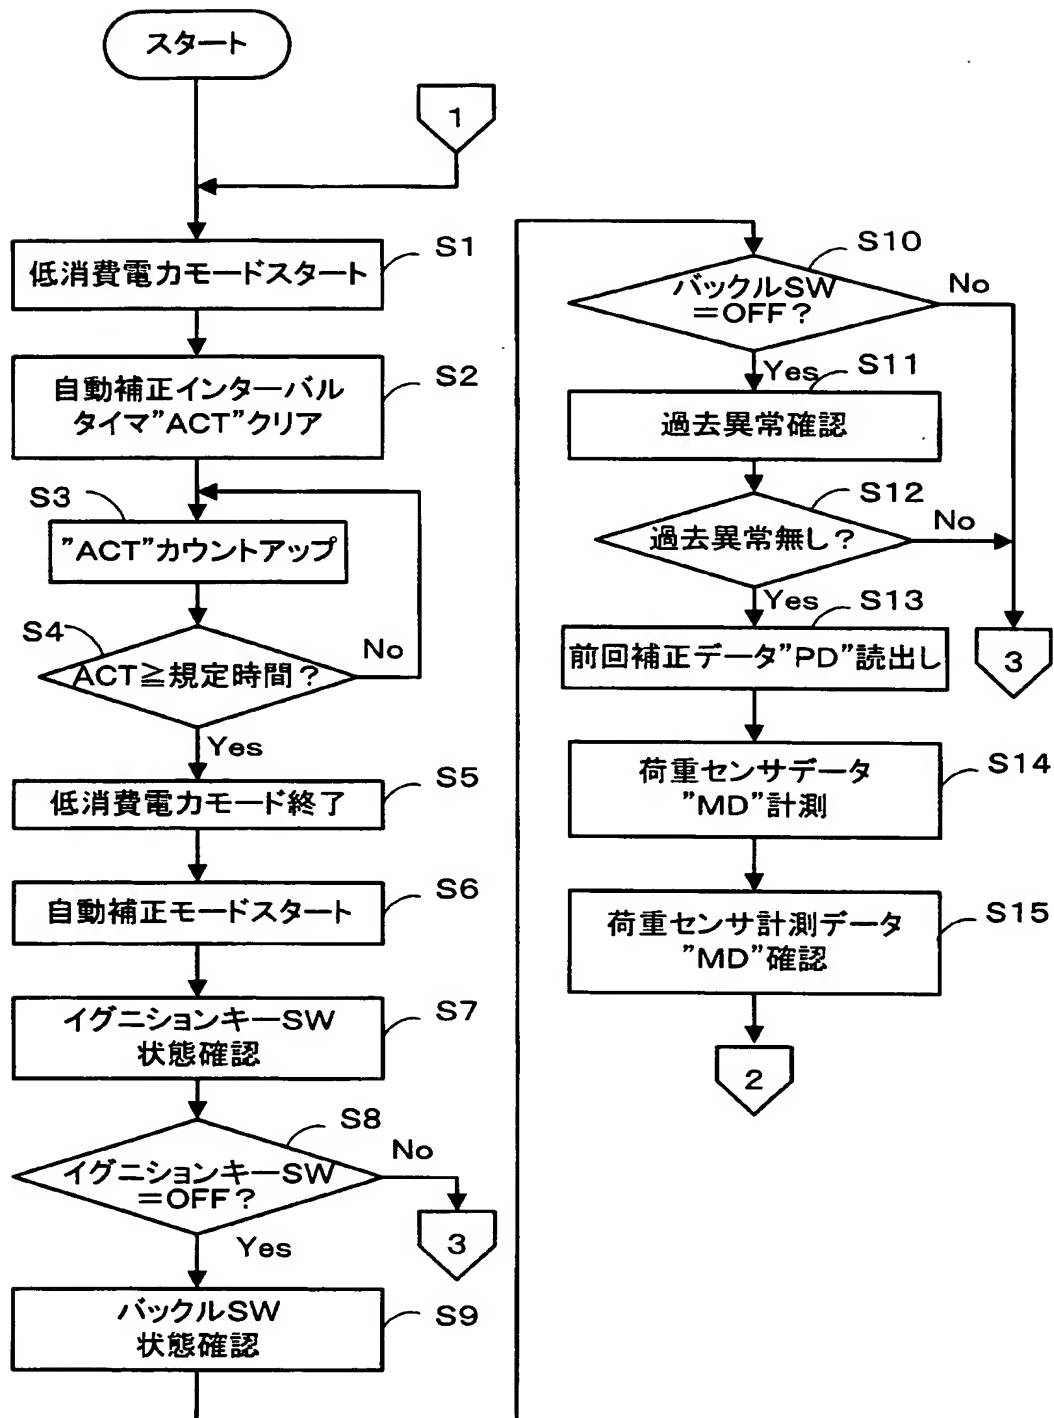 スタート
1
S1
低消費電力モードスタート
S2
自動補正インターバル
タイマ”ACT”クリア
S3
”ACT”カウントアップ
S4
ACT≧規定時間?
No
Yes
S5
低消費電力モード終了
S6
自動補正モードスタート
S7
イグニションキーSW
状態確認
S8
イグニションキーSW
=OFF?
No
3
Yes
S9
バックルSW
状態確認
S10
バックルSW
=OFF?
No
Yes
S11
過去異常確認
S12
過去異常無し?
No
Yes
S13
前回補正データ”PD”読出し
3
S14
荷重センサデータ
”MD”計測
S15
荷重センサ計測データ
”MD”確認
2